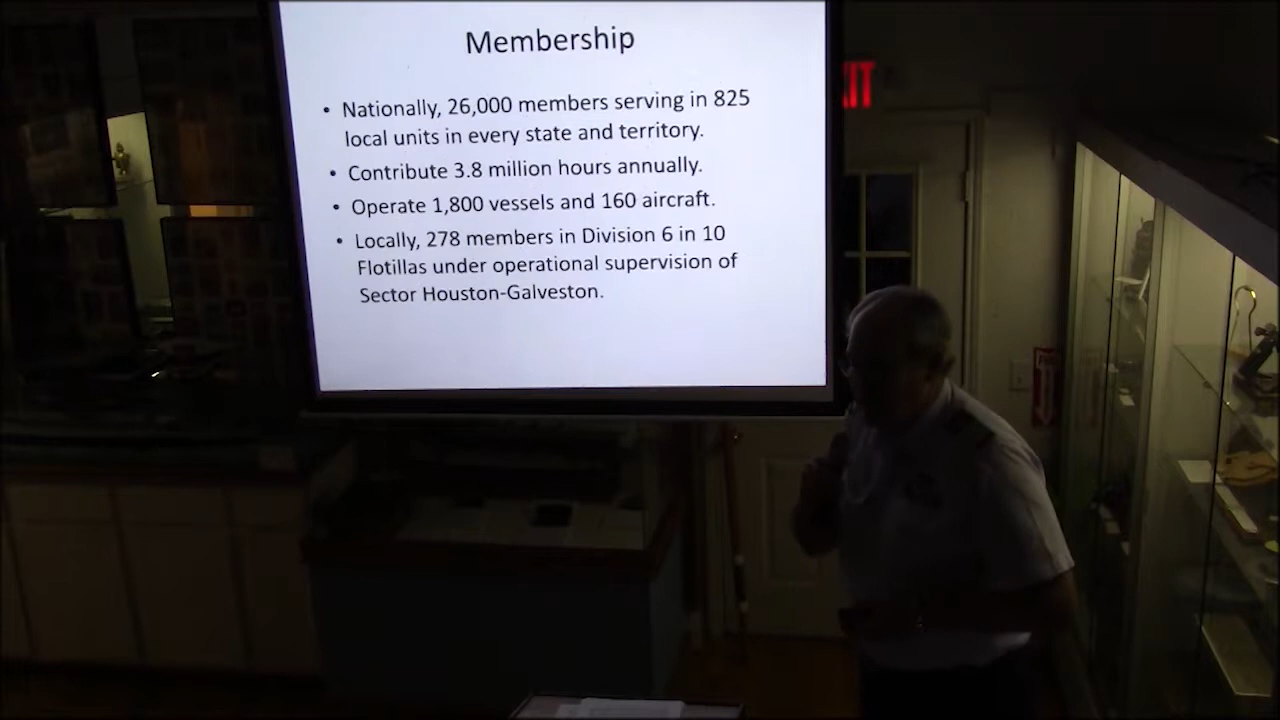 Membership
• Nationally, 26,000 members serving in 825
local units in every state and territory.
• Contribute 3.8 million hours annually.
• Operate 1,800 vessels and 160 aircraft.
• Locally, 278 members in Division 6 in 10
Flotillas under operational supervision of
Sector Houston-Galveston.